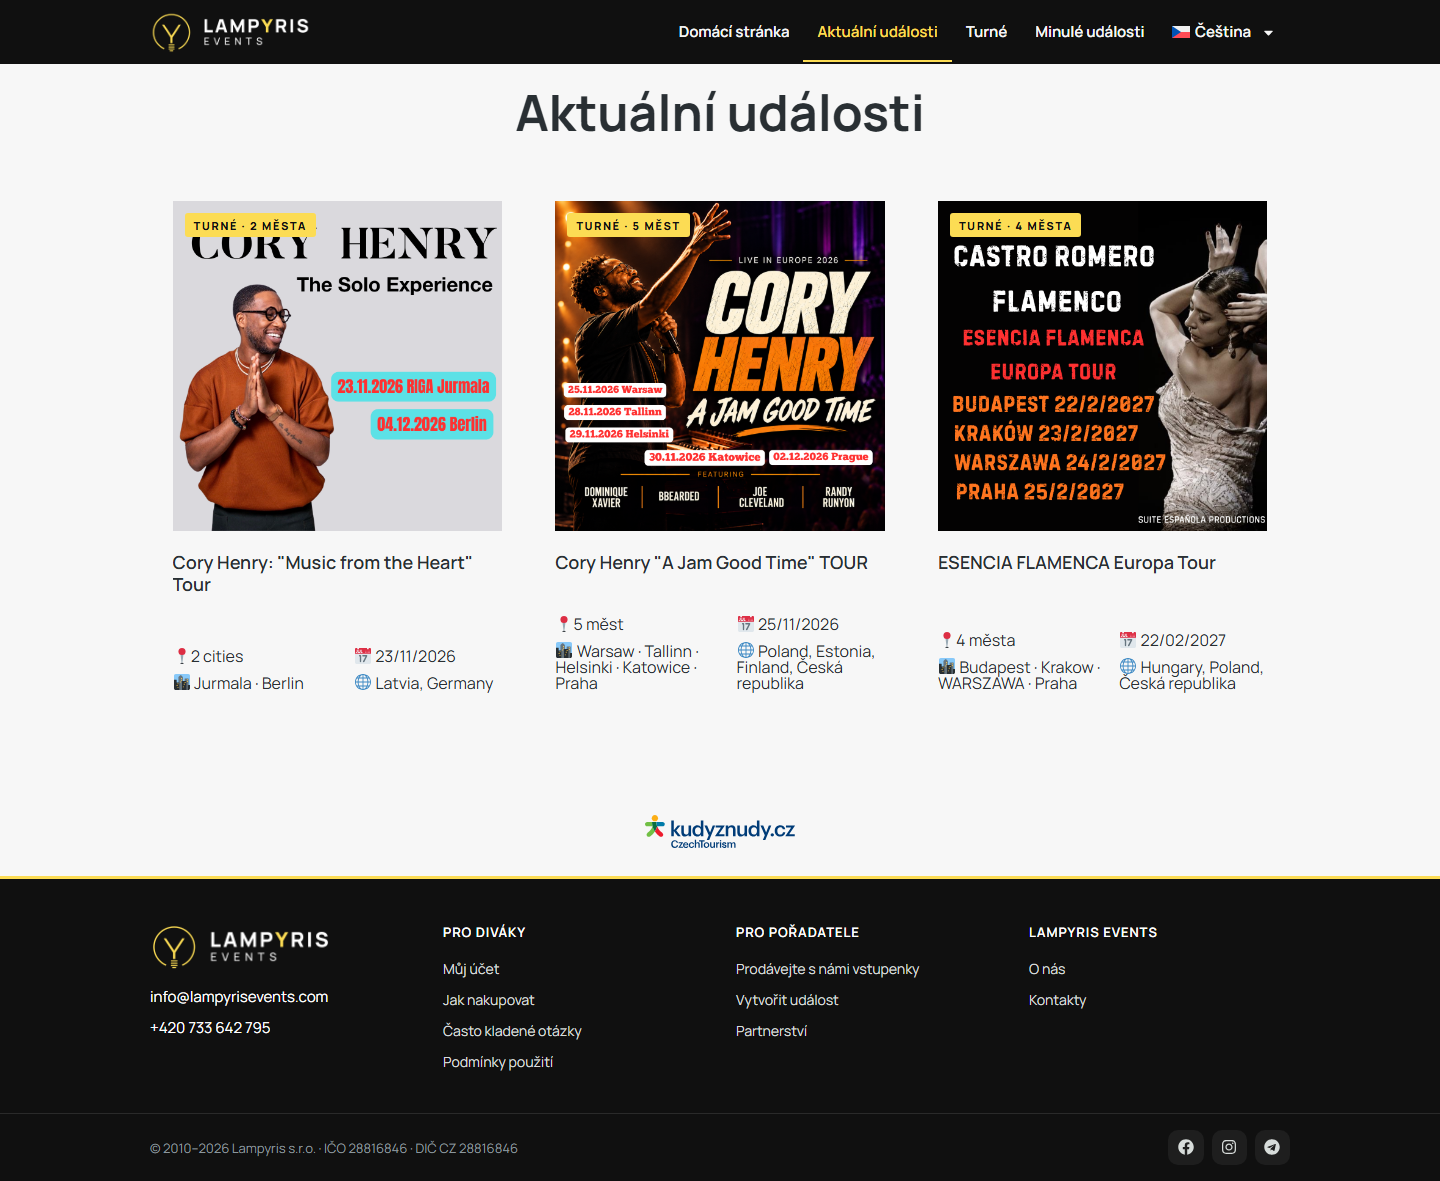 LAMPYRIS
EVENTS
Domácí stránka
Aktuální události
Turné
Minulé události
Čeština
Aktuální události
TURNÉ · 2 MĚSTA
CORY HENRY
The Solo Experience
23.11.2026 RIGA Jurmala
04.12.2026 Berlin
TURNÉ · 5 MĚST
LIVE IN EUROPE 2026
CORY
HENRY
A JAM GOOD TIME
25.11.2026 Warsaw
28.11.2026 Tallinn
29.11.2026 Helsinki
30.11.2026 Katowice
02.12.2026 Prague
FEATURING
DOMINIQUE XAVIER
BBEARDED
JOE CLEVELAND
RANDY RUNYON
TURNÉ · 4 MĚSTA
CASTRO ROMERO
FLAMENCO
ESENCIA FLAMENCA
EUROPA TOUR
BUDAPEST 22/2/2027
KRAKÓW 23/2/2027
WARSZAWA 24/2/2027
PRAHA 25/2/2027
SUITE ESPAÑOLA PRODUCTIONS
Cory Henry: "Music from the Heart"
Tour
2 cities
23/11/2026
Jurmala · Berlin
Latvia, Germany
Cory Henry "A Jam Good Time" TOUR
5 měst
25/11/2026
Warsaw · Tallinn ·
Helsinki · Katowice ·
Praha
Poland, Estonia,
Finland, Česká
republika
ESENCIA FLAMENCA Europa Tour
4 města
22/02/2027
Budapest · Krakow ·
WARSZAWA · Praha
Hungary, Poland,
Česká republika
kudyznudy.cz
CzechTourism
LAMPYRIS
EVENTS
info@lampyrisevents.com
+420 733 642 795
PRO DIVÁKY
Můj účet
Jak nakupovat
Často kladené otázky
Podmínky použití
PRO POŘADATELE
Prodávejte s námi vstupenky
Vytvořit událost
Partnerství
LAMPYRIS EVENTS
O nás
Kontakty
© 2010–2026 Lampyris s.r.o. · IČO 28816846 · DIČ CZ 28816846